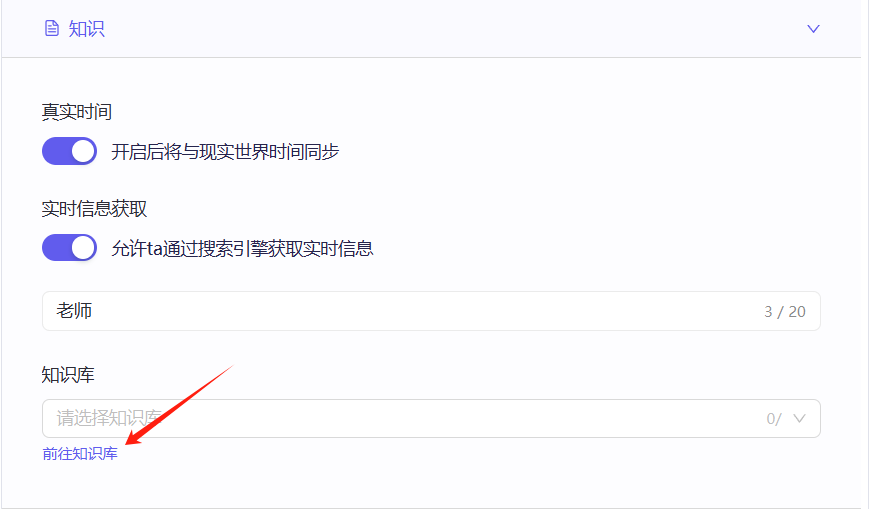 知识
真实时间
开启后将与现实世界时间同步
实时信息获取
允许ta通过搜索引擎获取实时信息
老师 3 / 20
知识库
请选择知识库 0/
前往知识库